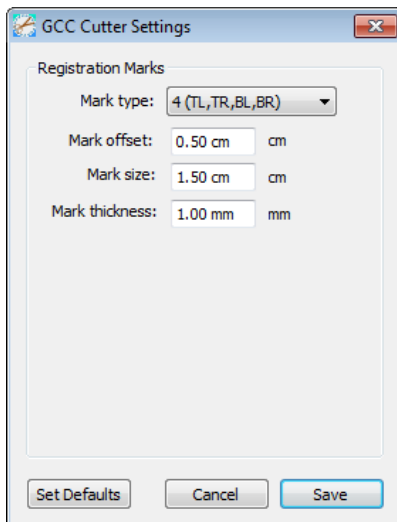 GCC Cutter Settings
Registration Marks
Mark type: 4 (TL,TR,BL,BR)
Mark offset: 0.50 cm cm
Mark size: 1.50 cm cm
Mark thickness: 1.00 mm mm
Set Defaults Cancel Save